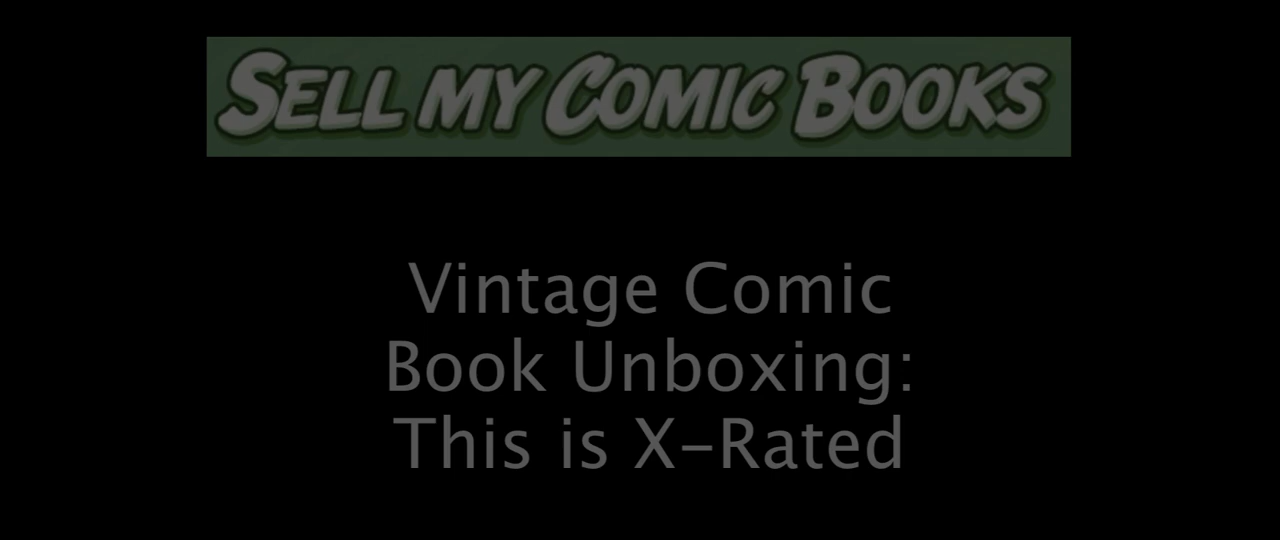 SELL MY COMIC BOOKS
Vintage Comic
Book Unboxing:
This is X-Rated